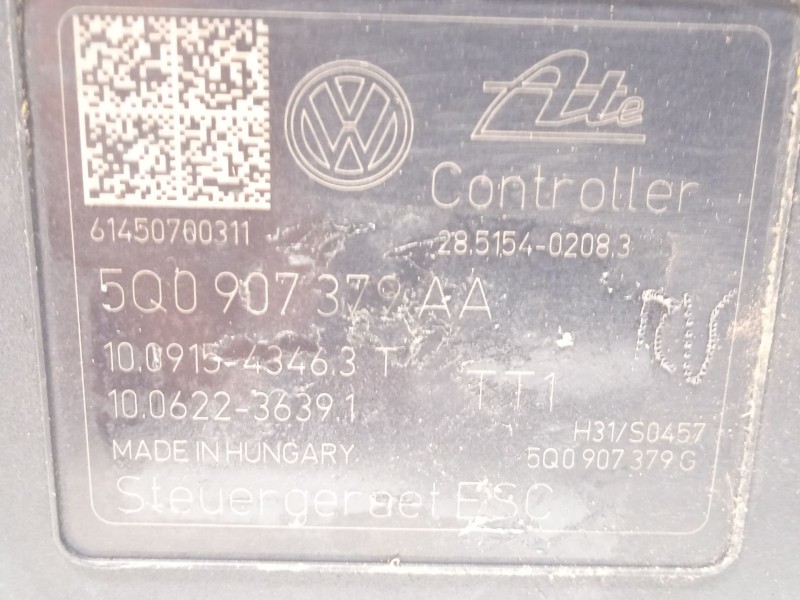 VW
Ate
Controller
61450700311
28.5154-0208.3
5Q0 907 379 AA
10.0915-4346.3 T
TT1
10.0622-3639.1
H31/S0457
MADE IN HUNGARY
5Q0 907 379 G
Steuergeraet ESC